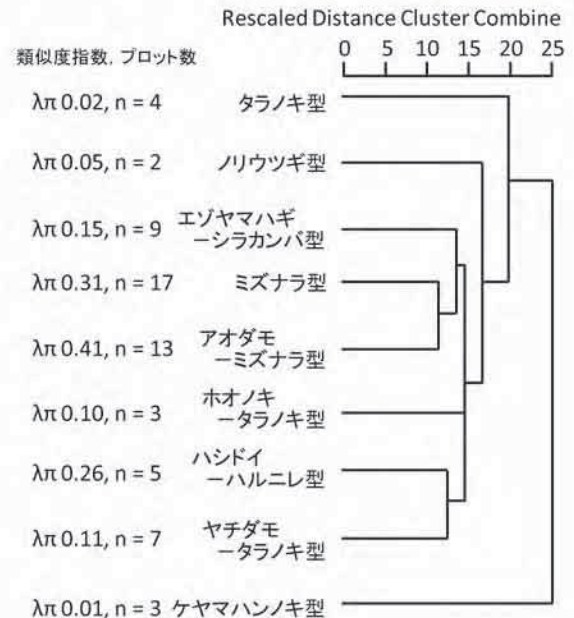 Rescaled Distance Cluster Combine
類似度指数, プロット数
0 5 10 15 20 25
λπ 0.02, n = 4 タラノキ型
λπ 0.05, n = 2 ノリウツギ型
λπ 0.15, n = 9 エゾヤマハギ
ーシラカンバ型
λπ 0.31, n = 17 ミズナラ型
λπ 0.41, n = 13 アオダモ
ーミズナラ型
λπ 0.10, n = 3 ホオノキ
ータラノキ型
λπ 0.26, n = 5 ハシドイ
ーハルニレ型
λπ 0.11, n = 7 ヤチダモ
ータラノキ型
λπ 0.01, n = 3 ケヤマハンノキ型